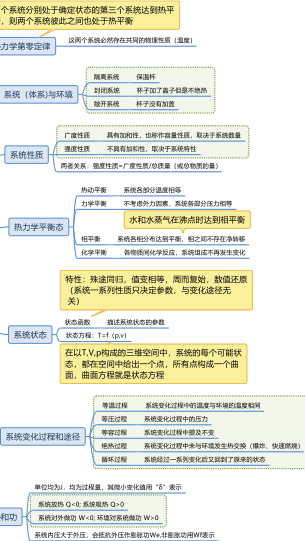 个系统分别处于确定状态的第三个系统达到热平
，则两个系统彼此之间也处于热平衡
力学第零定律
这两个系统必然存在共同的物理性质（温度）
系统（体系)与环境
隔离系统 保温杯
封闭系统 杯子加了盖子但是不绝热
敞开系统 杯子没有加盖
系统性质
广度性质 具有加和性，也称作容量性质，取决于系统数量
强度性质 不具有加和性，取决于系统特性
两者关系：强度性质=广度性质/总质量（或总物质的量）
热力学平衡态
热动平衡 系统各部分温度相等
力学平衡 不考虑外力因素，系统各部分压力相等
水和水蒸气在沸点时达到相平衡
相平衡 系统各相分布达到平衡，相之间不存在净转移
化学平衡 各物质间化学反应，系统组成不再发生变化
特性：殊途同归，值变相等，周而复始，数值还原
（系统一系列性质只决定参数，与变化途径无
关）
系统状态
状态函数 描述系统状态的参数
状态方程：T=f（p,v）
在以T,V,p构成的三维空间中，系统的每个可能状
态，都在空间中给出一个点，所有点构成一个曲
面，曲面方程就是状态方程
系统变化过程和途径
等温过程 系统变化过程中的温度与环境的温度相同
等压过程 系统变化过程中的压力
等容过程 系统变化过程中提及不变
绝热过程 系统变化过程中未与环境发生热交换（爆炸、快速燃烧）
循环过程 系统经过一系列变化后又回到了原来的状态
和功
单位均为J，均为过程量，其微小变化值用“δ”表示
系统放热 Q<0; 系统吸热 Q>0
系统对外做功 W<0; 环境对系统做功 W>0
系统内压大于外压，会抵抗外压作膨胀功We,非膨胀功用Wf表示